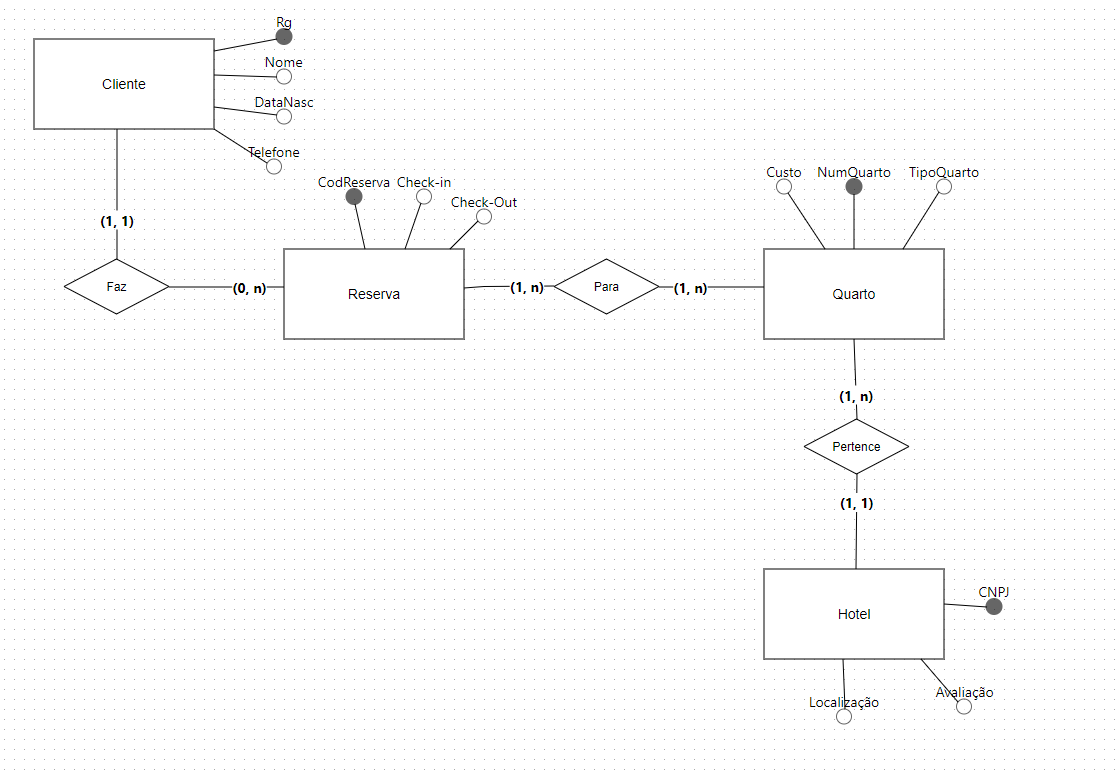 Rg
Cliente
Nome
DataNasc
Telefone
(1, 1)
Faz
(0, n)
CodReserva
Check-in
Check-Out
Reserva
(1, n)
Para
(1, n)
Custo
NumQuarto
TipoQuarto
Quarto
(1, n)
Pertence
(1, 1)
Hotel
CNPJ
Localização
Avaliação